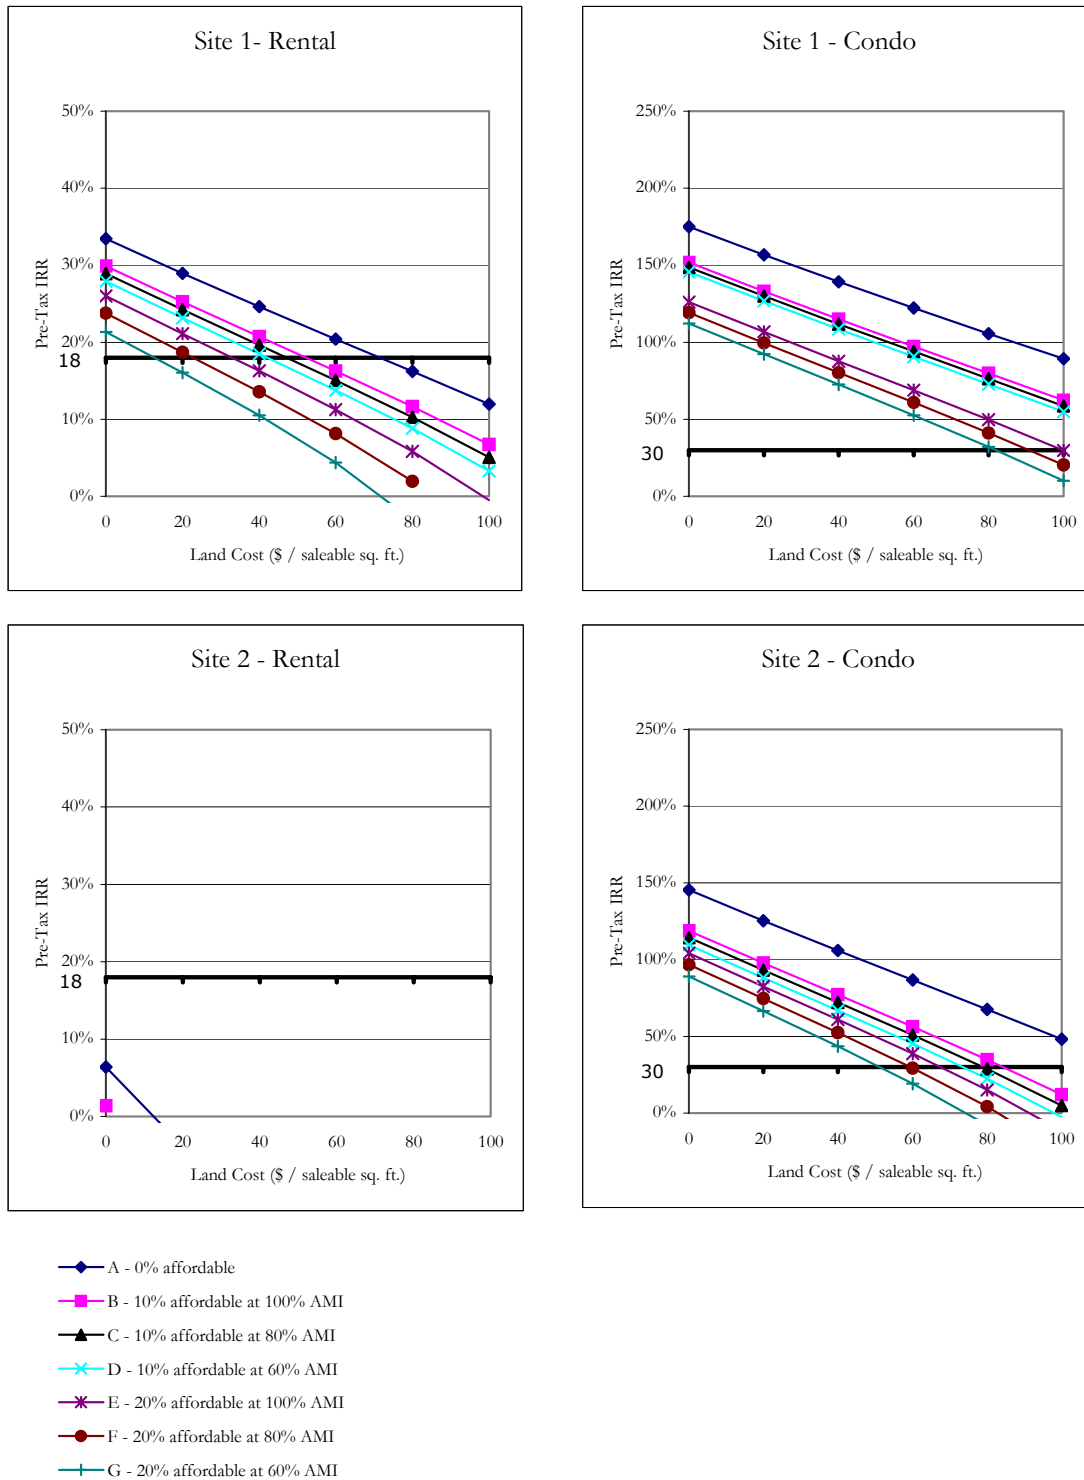 Site 1- Rental
50%
40%
30%
20%
18
10%
0%
Pre-Tax IRR
0 20 40 60 80 100
Land Cost ($ / saleable sq. ft.)
Site 1 - Condo
250%
200%
150%
100%
50%
30
0%
Pre-Tax IRR
0 20 40 60 80 100
Land Cost ($ / saleable sq. ft.)
Site 2 - Rental
50%
40%
30%
20%
18
10%
0%
Pre-Tax IRR
0 20 40 60 80 100
Land Cost ($ / saleable sq. ft.)
Site 2 - Condo
250%
200%
150%
100%
50%
30
0%
Pre-Tax IRR
0 20 40 60 80 100
Land Cost ($ / saleable sq. ft.)
A - 0% affordable
B - 10% affordable at 100% AMI
C - 10% affordable at 80% AMI
D - 10% affordable at 60% AMI
E - 20% affordable at 100% AMI
F - 20% affordable at 80% AMI
G - 20% affordable at 60% AMI